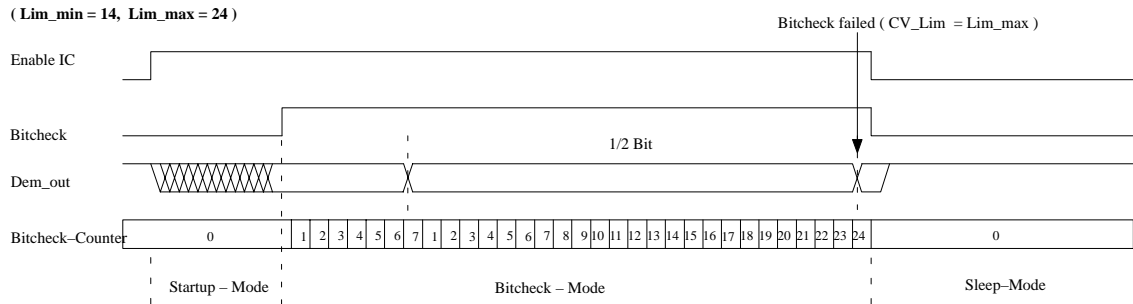 ( Lim_min = 14, Lim_max = 24 )
Bitcheck failed ( CV_Lim = Lim_max )
Enable IC
Bitcheck
1/2 Bit
Dem_out
Bitcheck–Counter 0 1 2 3 4 5 6 7 1 2 3 4 5 6 7 8 9 10 11 12 13 14 15 16 17 18 19 20 21 22 23 24 0
Startup – Mode Bitcheck – Mode Sleep–Mode